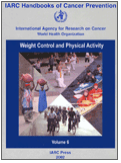 IARC Handbooks of Cancer Prevention
International Agency for Research on Cancer
World Health Organization
Weight Control and Physical Activity
Volume 6
IARC Press
2002